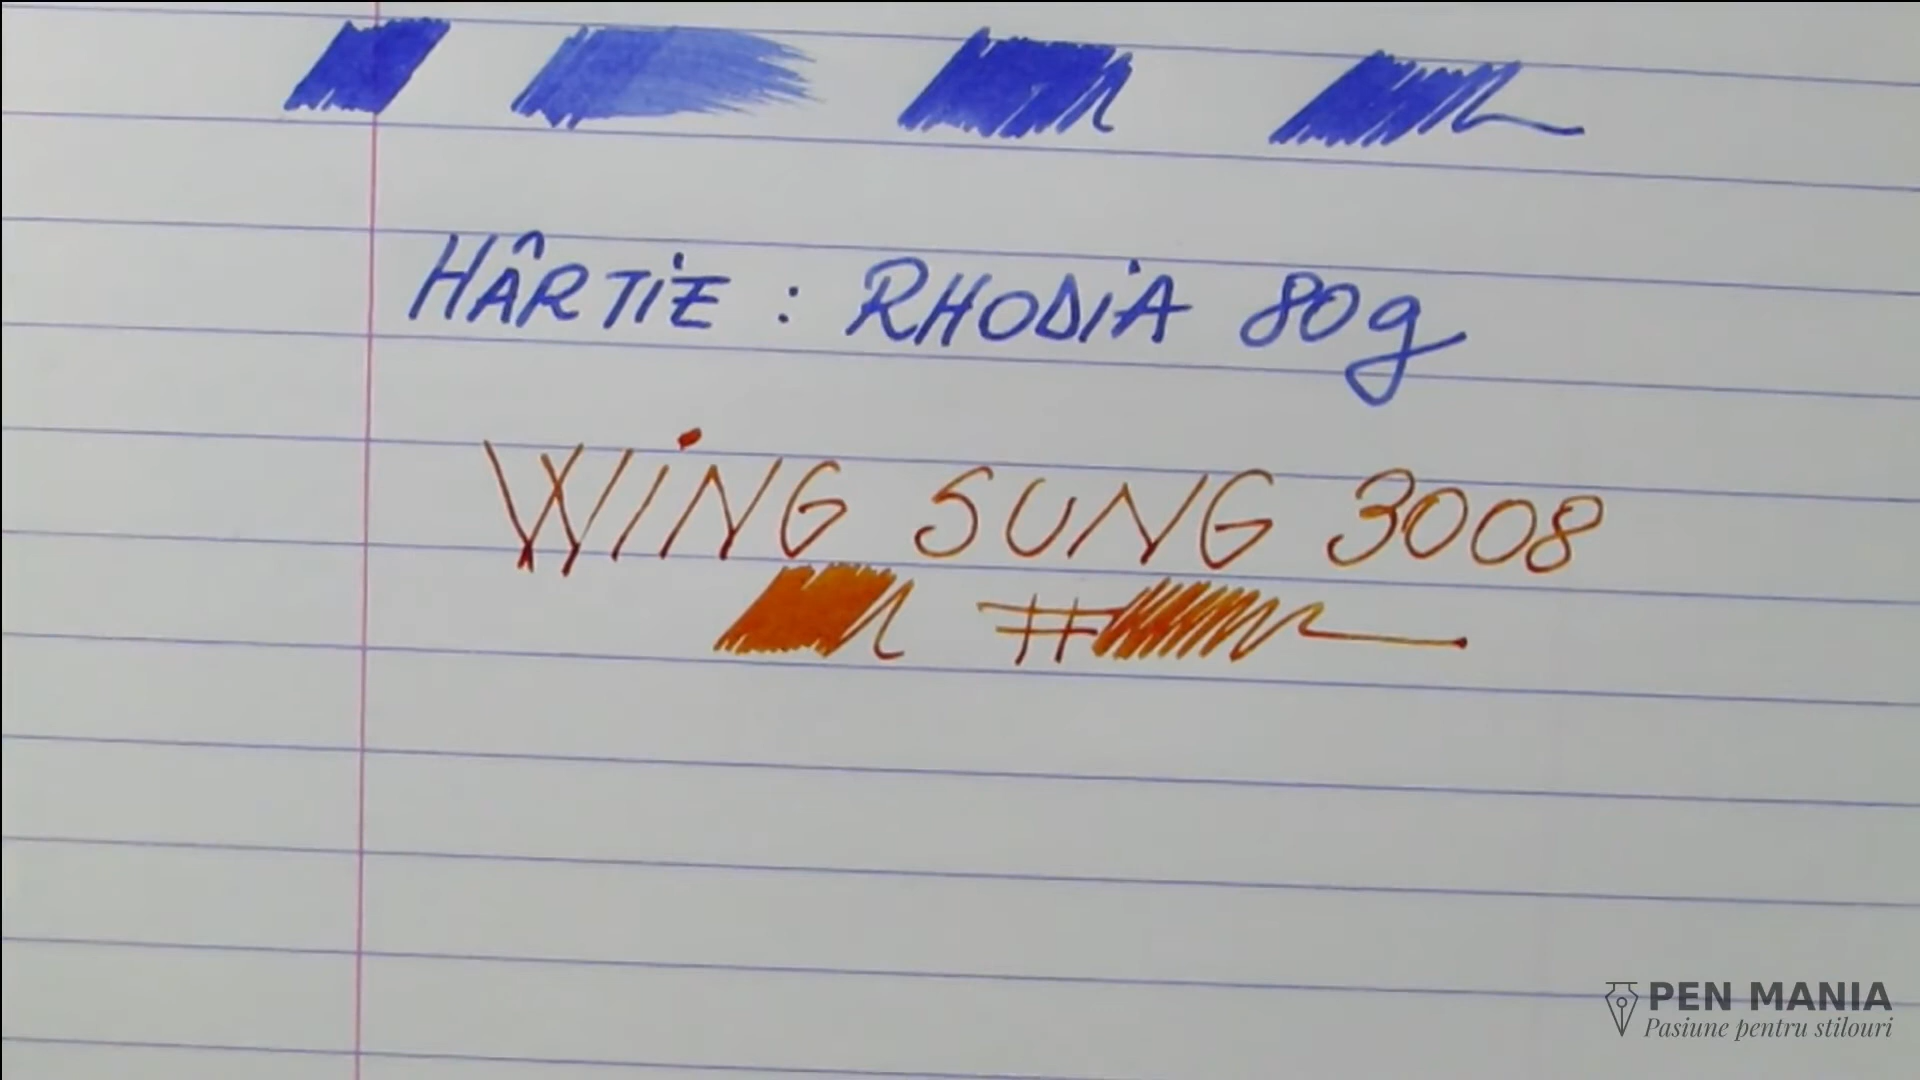 HÂRTiE : RHODiA 80g
WiNG SUNG 3008
PEN MANIA
Pasiune pentru stilouri